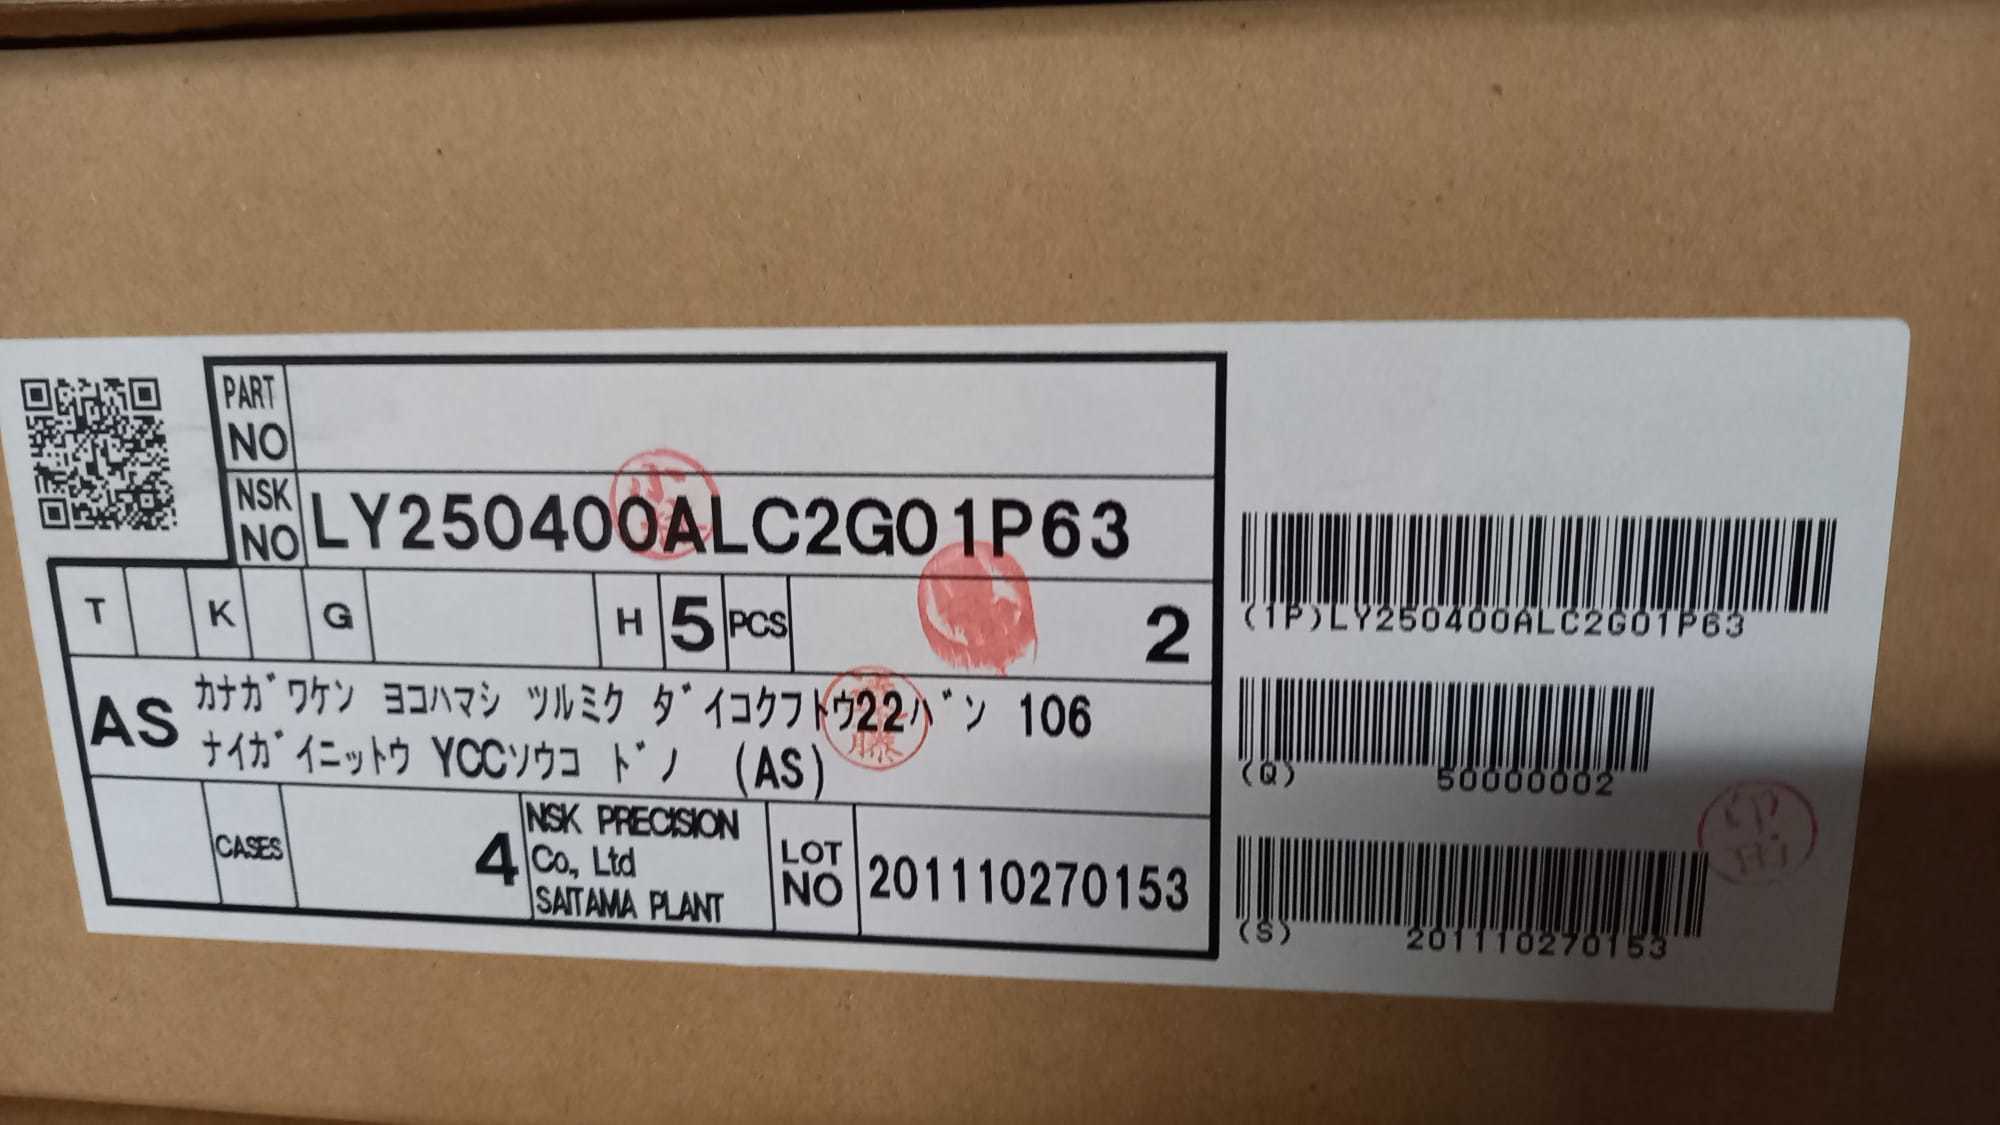 PART NO
NSK NO LY250400ALC2G01P63
T K G H 5 PCS 2
AS カナガワケン ヨコハマシ ツルミク ダイコクフトウ22バン 106
ナイガイニットウ YCCソウコ ドノ (AS)
CASES 4
NSK PRECISION
Co., Ltd
SAITAMA PLANT
LOT NO 201110270153
(1P)LY250400ALC2G01P63
(Q) 50000002
(S) 201110270153